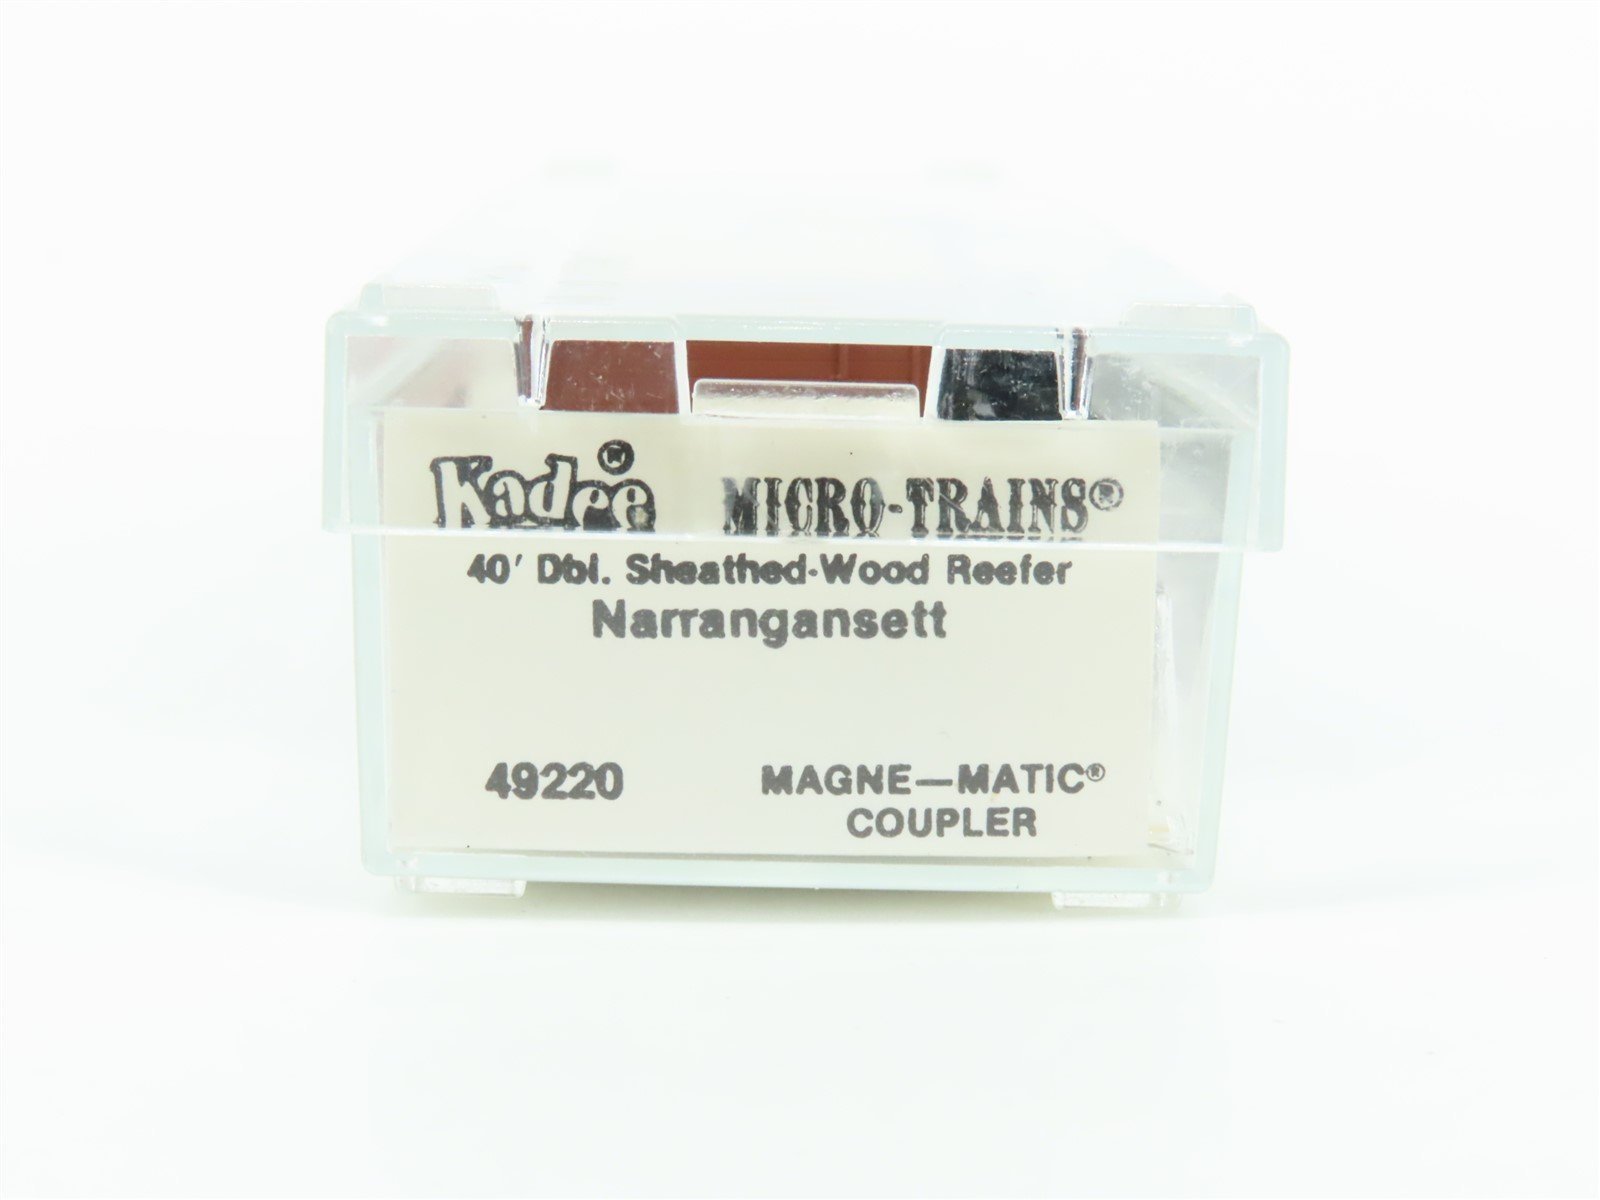 Kadee® MICRO-TRAINS®
40' Dbl. Sheathed-Wood Reefer
Narrangansett
49220 MAGNE—MATIC®
COUPLER